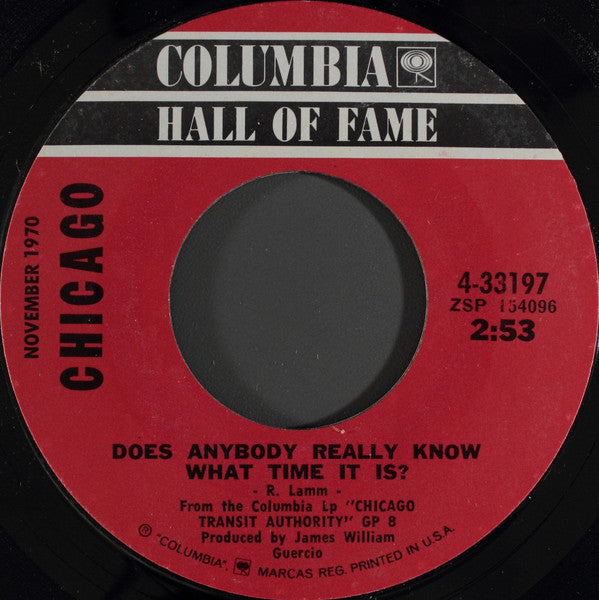 COLUMBIA
HALL OF FAME
NOVEMBER 1970
CHICAGO
4-33197
ZSP 154096
2:53
DOES ANYBODY REALLY KNOW
WHAT TIME IT IS?
- R. Lamm -
From the Columbia Lp "CHICAGO
TRANSIT AUTHORITY" GP 8
Produced by James William
Guercio
® "COLUMBIA", MARCAS REG. PRINTED IN U.S.A.